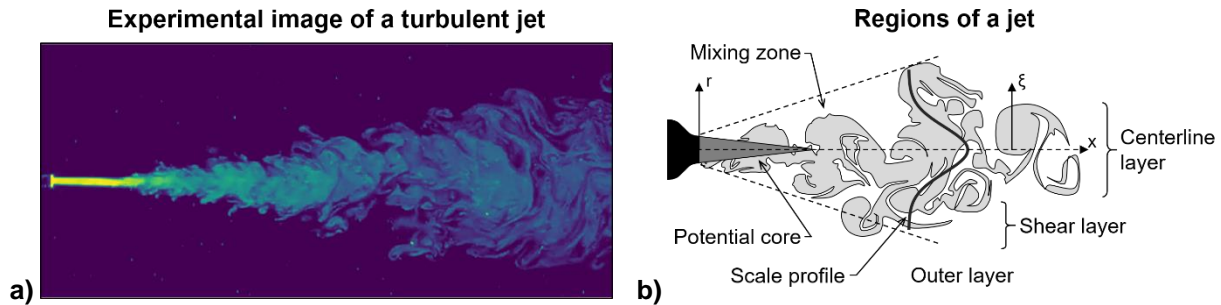 Experimental image of a turbulent jet
a)
Regions of a jet
Mixing zone
r
ξ
x
Centerline
layer
Potential core
Shear layer
Scale profile
Outer layer
b)